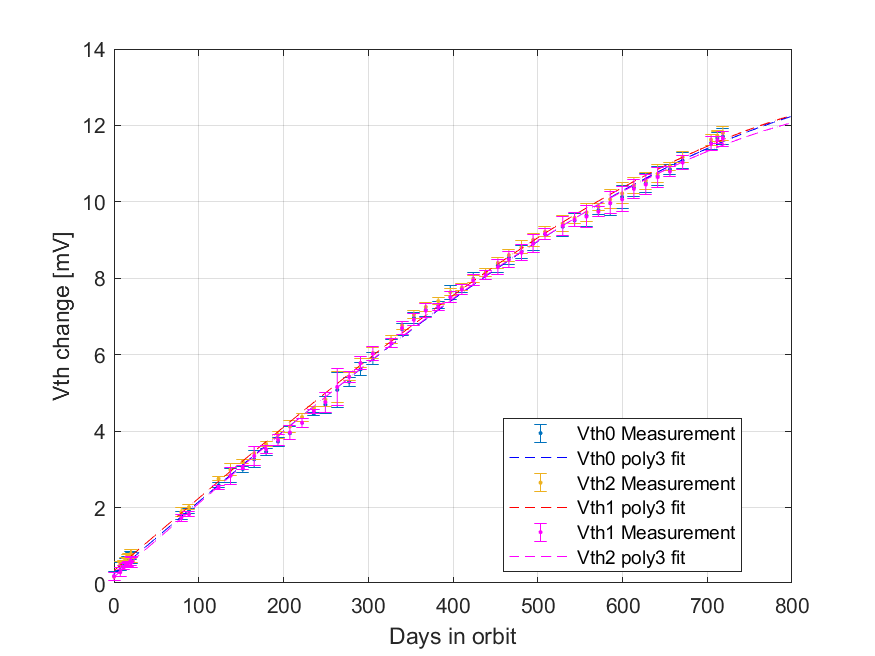 14
12
10
8
6
4
2
0
Vth change [mV]
0 100 200 300 400 500 600 700 800
Days in orbit
Vth0 Measurement
Vth0 poly3 fit
Vth2 Measurement
Vth1 poly3 fit
Vth1 Measurement
Vth2 poly3 fit